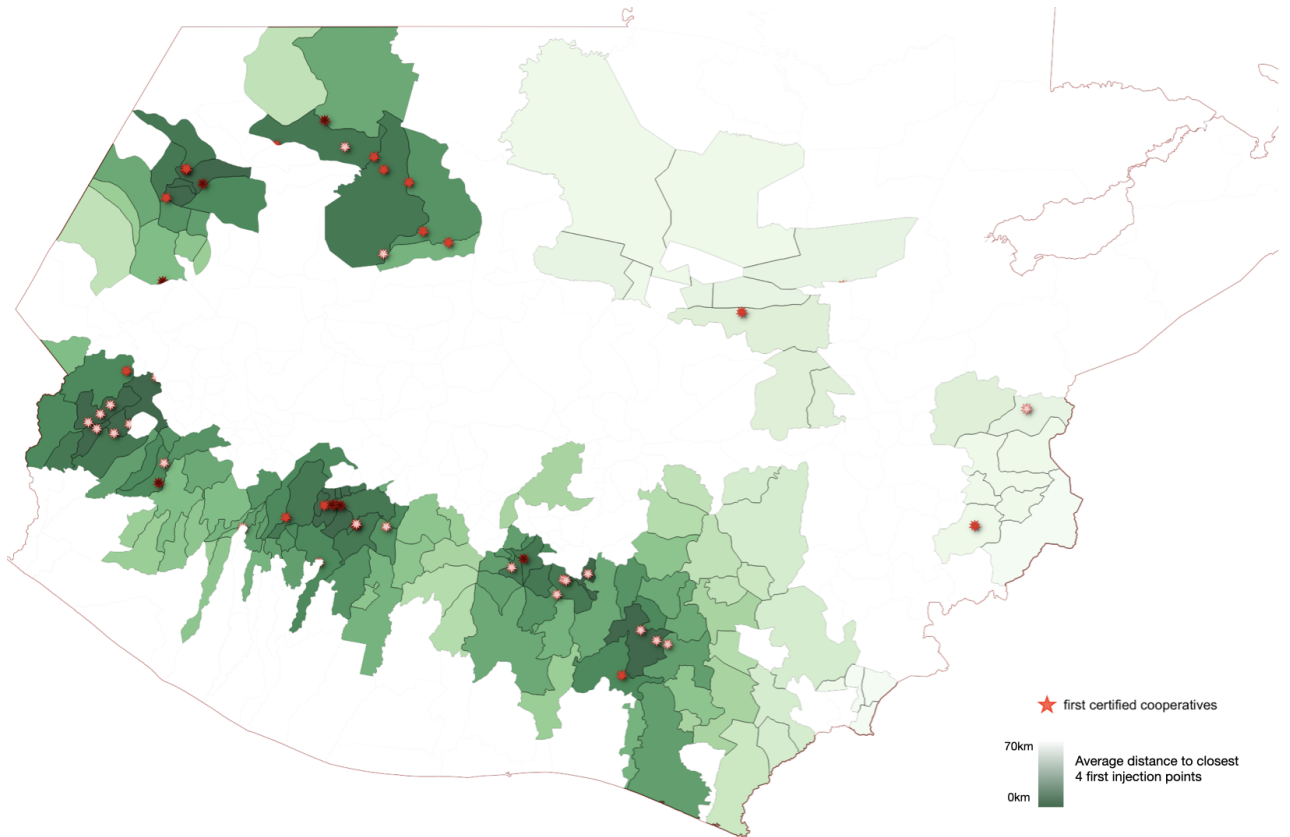 first certified cooperatives
70km
Average distance to closest
4 first injection points
0km